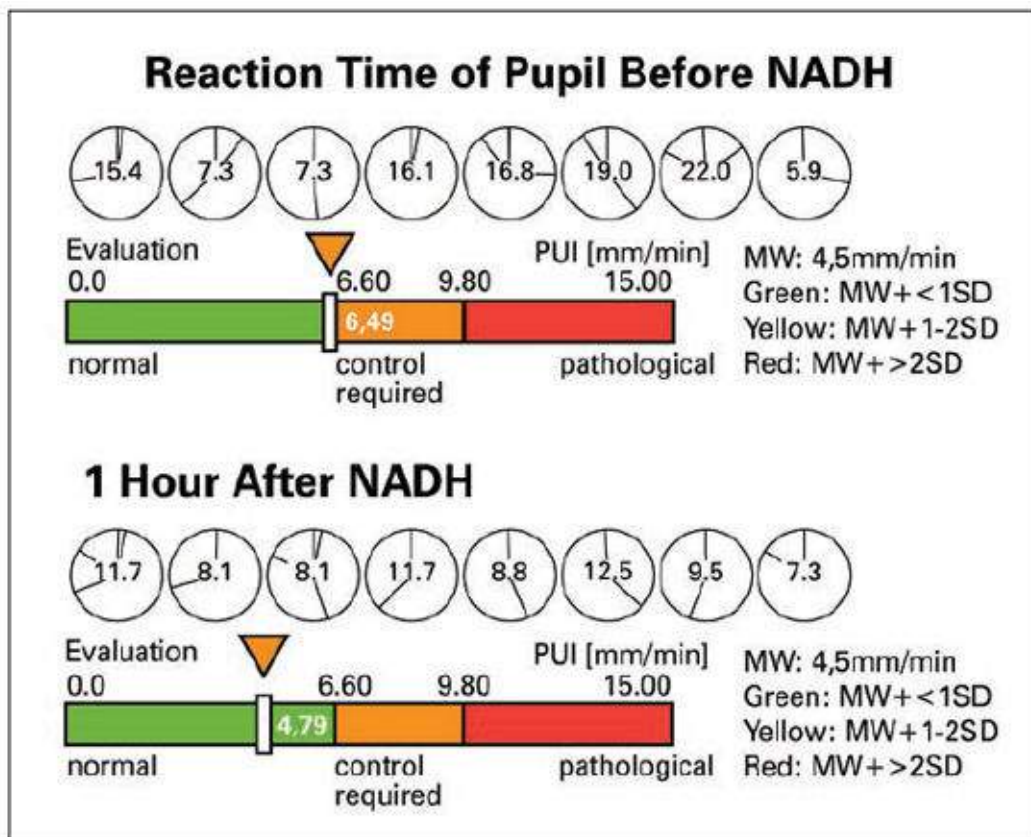 Reaction Time of Pupil Before NADH
15.4 7.3 7.3 16.1 16.8 19.0 22.0 5.9
Evaluation PUI [mm/min]
0.0 6.60 9.80 15.00
6,49
normal control required pathological
MW: 4,5mm/min
Green: MW+<1SD
Yellow: MW+1-2SD
Red: MW+>2SD
1 Hour After NADH
11.7 8.1 8.1 11.7 8.8 12.5 9.5 7.3
Evaluation PUI [mm/min]
0.0 6.60 9.80 15.00
4,79
normal control required pathological
MW: 4,5mm/min
Green: MW+<1SD
Yellow: MW+1-2SD
Red: MW+>2SD